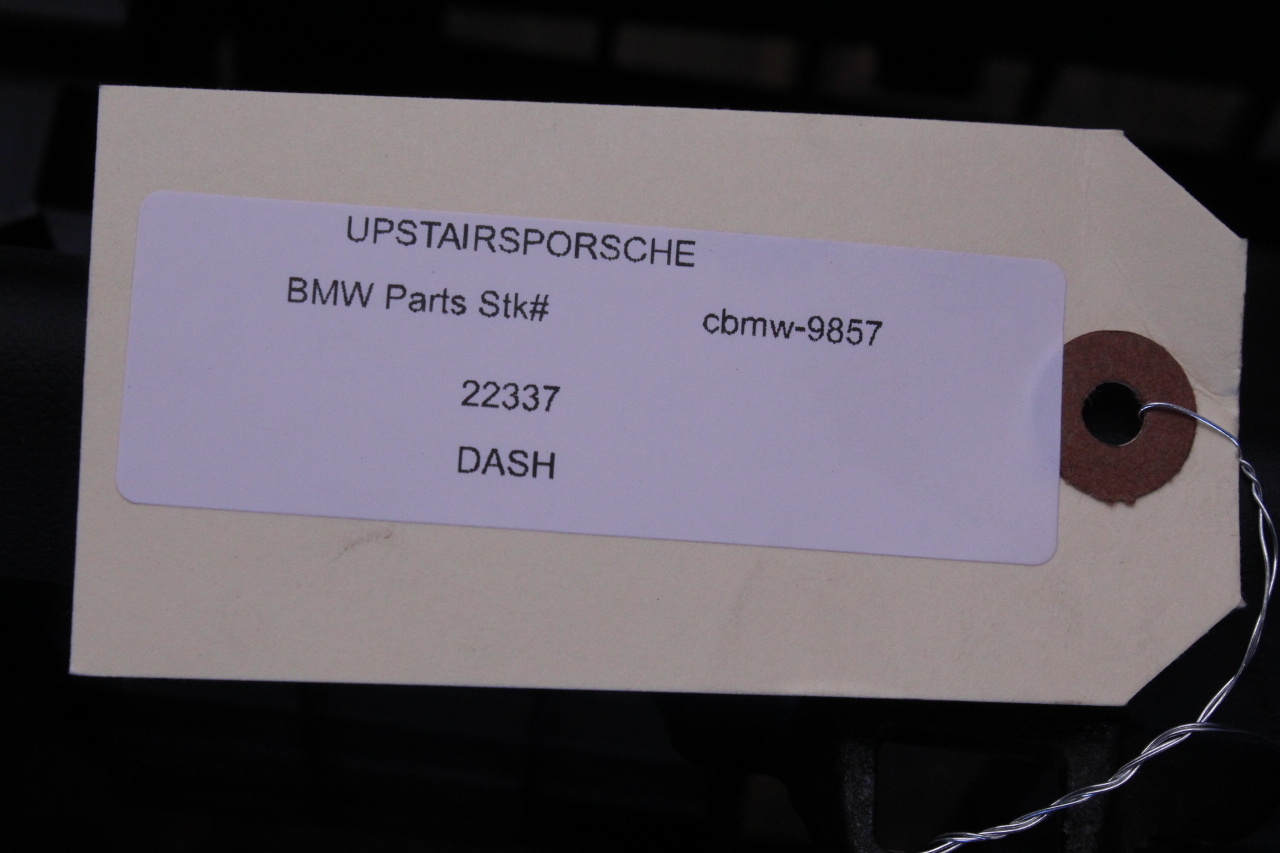 UPSTAIRSPORSCHE
BMW Parts Stk# cbmw-9857
22337
DASH